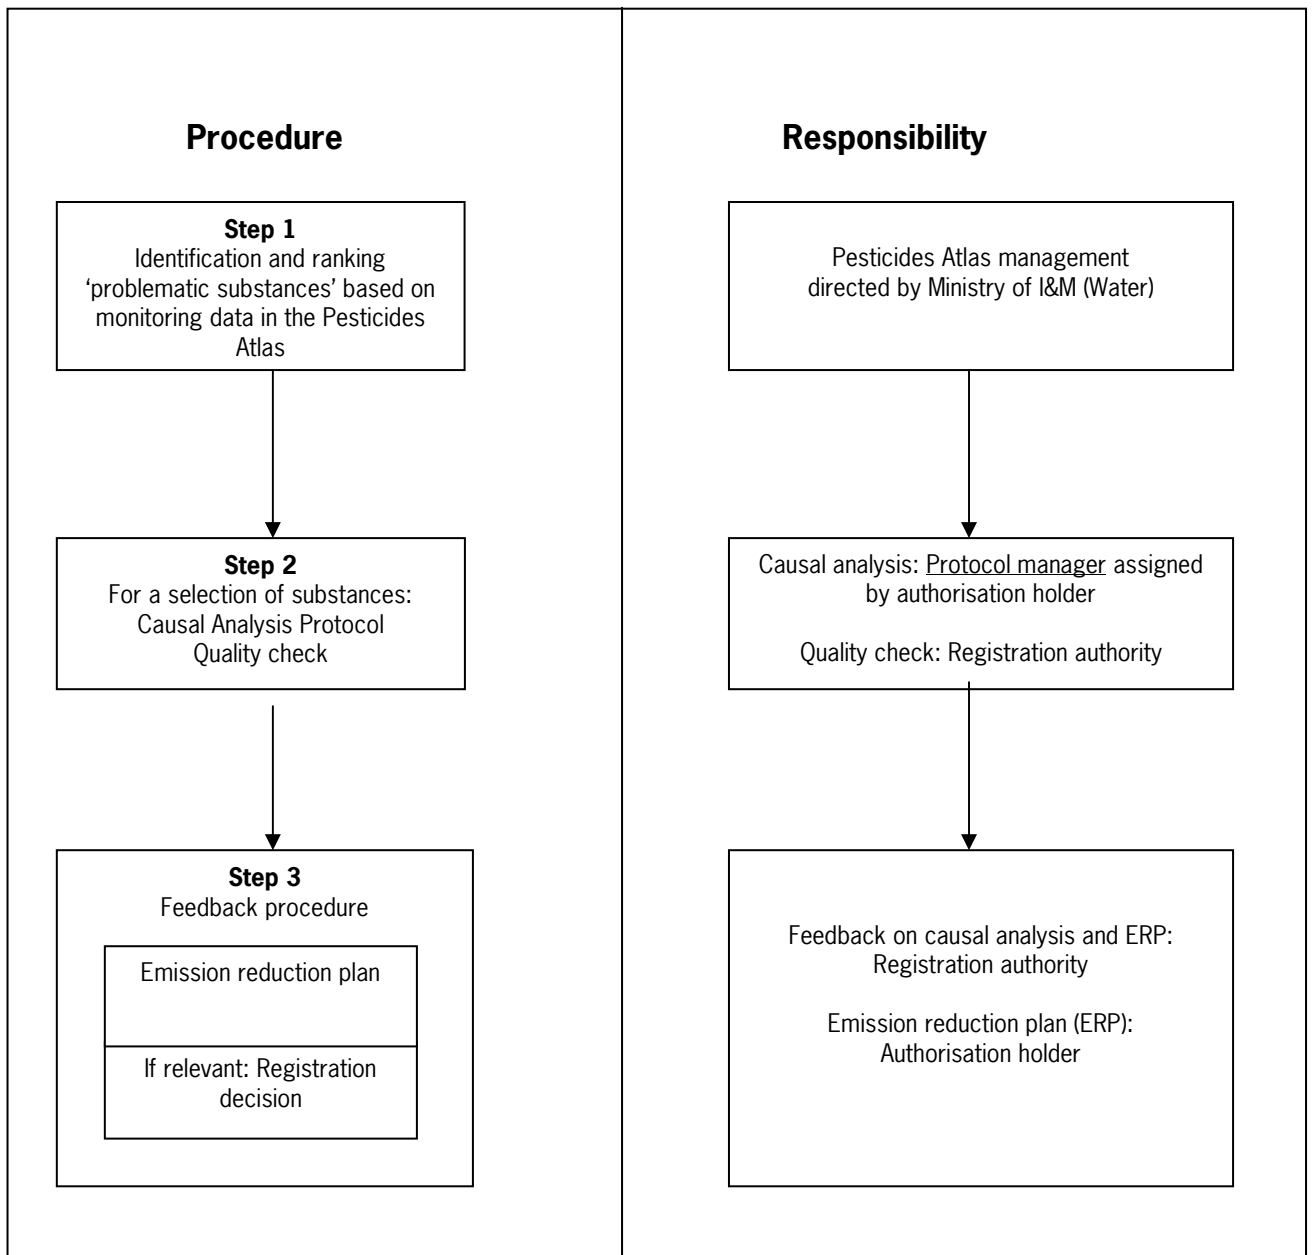 Procedure
Responsibility
Step 1
Identification and ranking
‘problematic substances’ based on
monitoring data in the Pesticides
Atlas
Pesticides Atlas management
directed by Ministry of I&M (Water)
Step 2
For a selection of substances:
Causal Analysis Protocol
Quality check
Causal analysis: Protocol manager assigned
by authorisation holder
Quality check: Registration authority
Step 3
Feedback procedure
Emission reduction plan
If relevant: Registration
decision
Feedback on causal analysis and ERP:
Registration authority
Emission reduction plan (ERP):
Authorisation holder